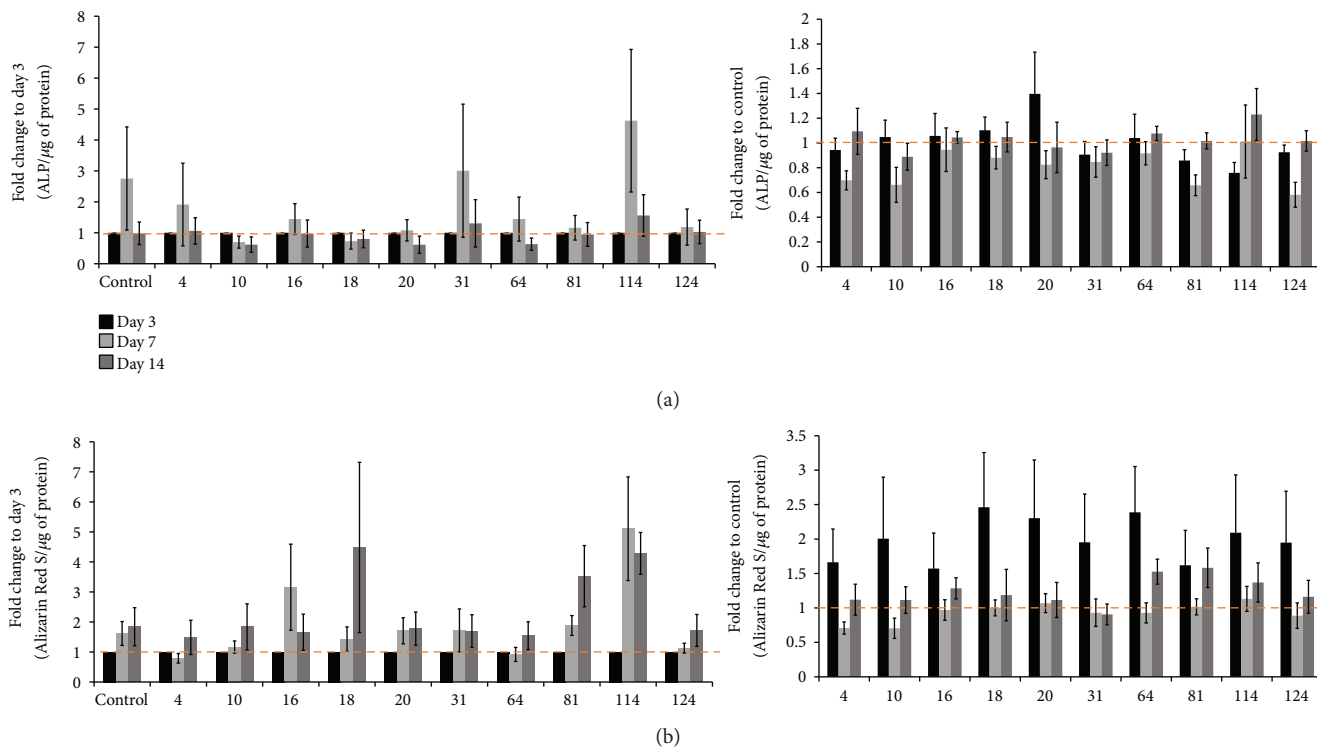 Fold change to day 3
(ALP/μg of protein)
8
7
6
5
4
3
2
1
0
Control 4 10 16 18 20 31 64 81 114 124
Day 3
Day 7
Day 14
Fold change to control
(ALP/μg of protein)
2
1.8
1.6
1.4
1.2
1
0.8
0.6
0.4
0.2
0
4 10 16 18 20 31 64 81 114 124
(a)
Fold change to day 3
(Alizarin Red S/μg of protein)
8
7
6
5
4
3
2
1
0
Control 4 10 16 18 20 31 64 81 114 124
Fold change to control
(Alizarin Red S/μg of protein)
3.5
3
2.5
2
1.5
1
0.5
0
4 10 16 18 20 31 64 81 114 124
(b)